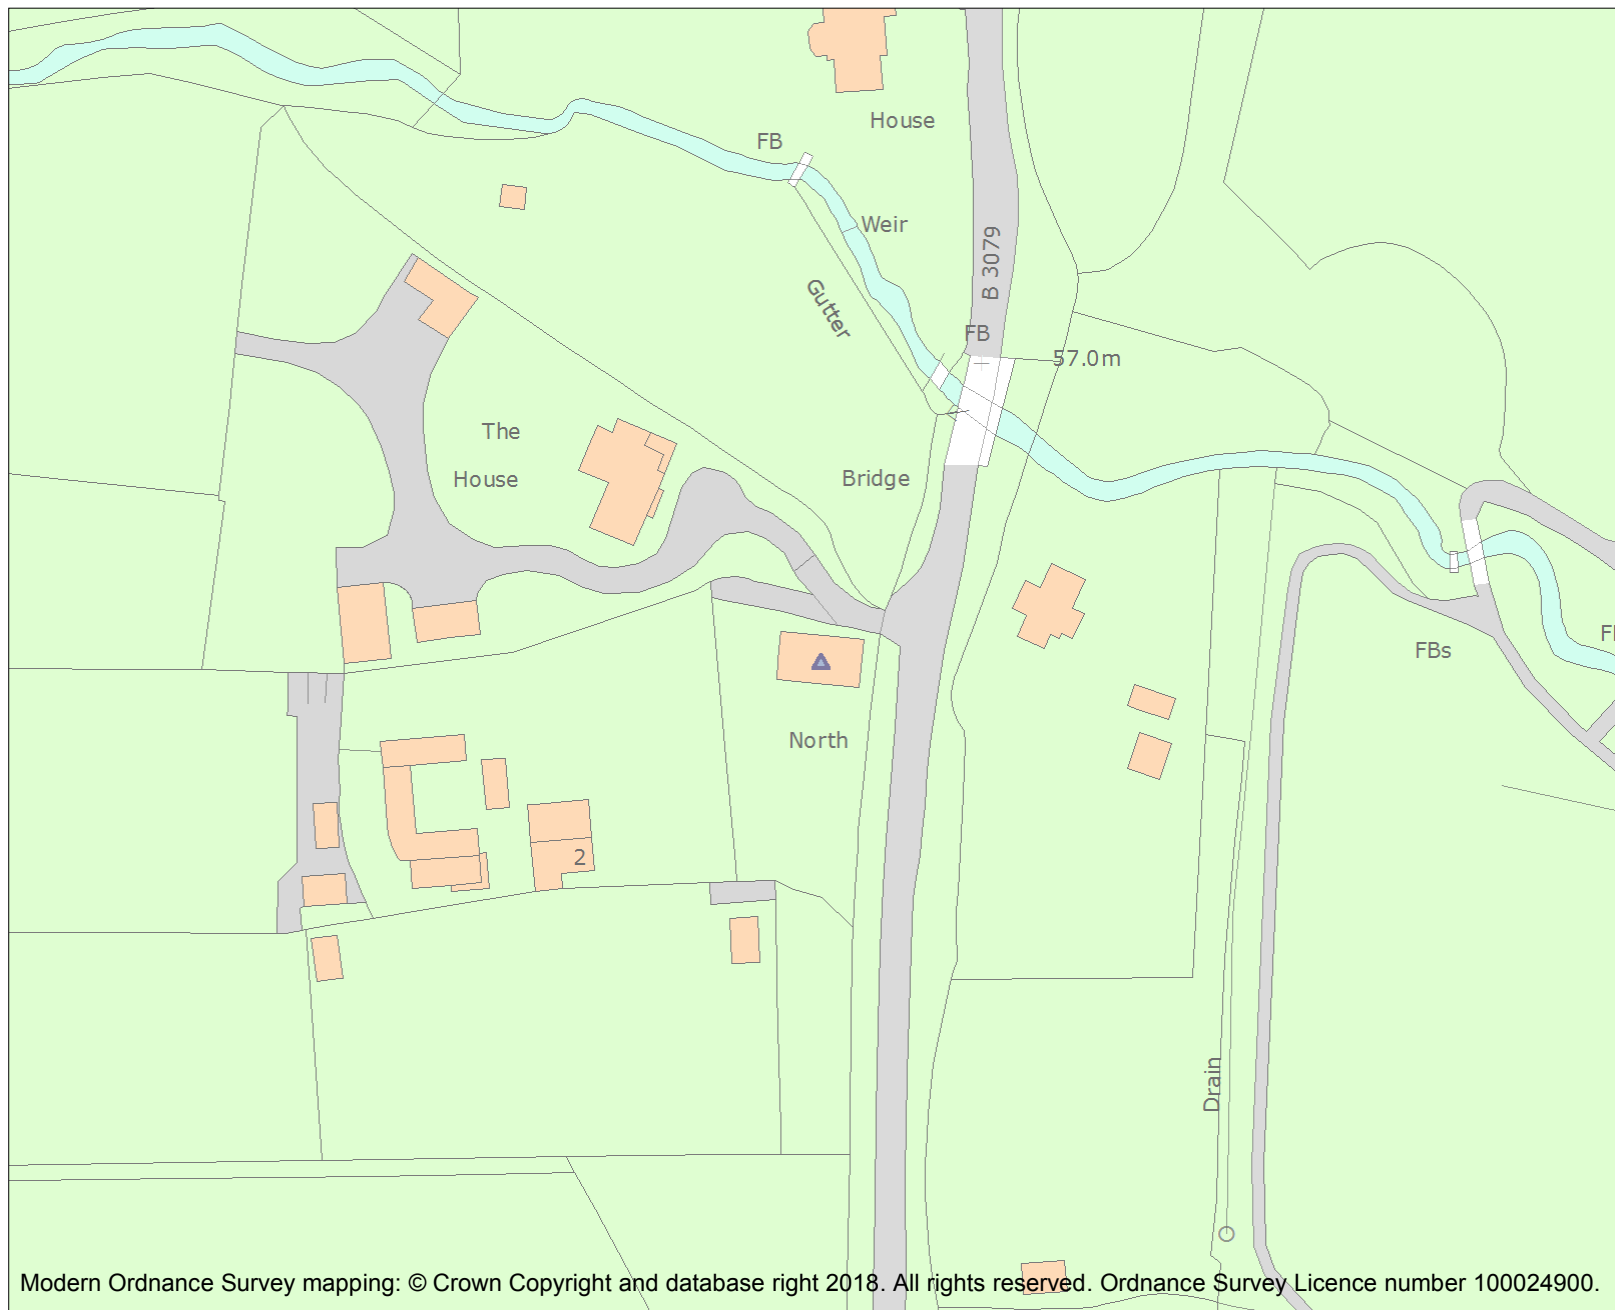 House
FB
Weir
B 3079
Gutter
FB
57.0m
The
House
Bridge
FBs
North
2
Drain
Modern Ordnance Survey mapping: © Crown Copyright and database right 2018. All rights reserved. Ordnance Survey Licence number 100024900.